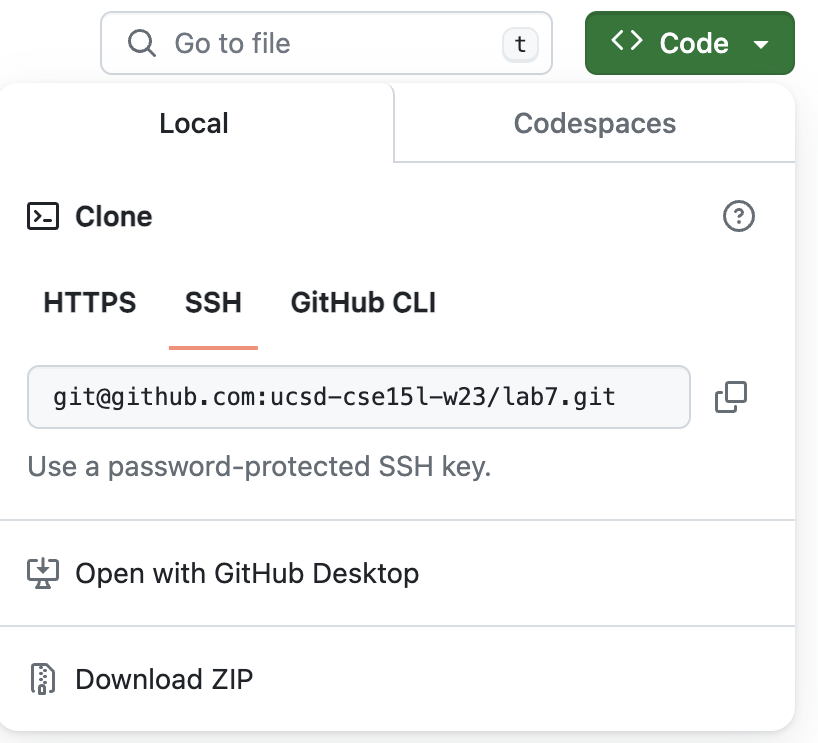 Go to file t Code
Local Codespaces
Clone
HTTPS SSH GitHub CLI
git@github.com:ucsd-cse15l-w23/lab7.git
Use a password-protected SSH key.
Open with GitHub Desktop
Download ZIP